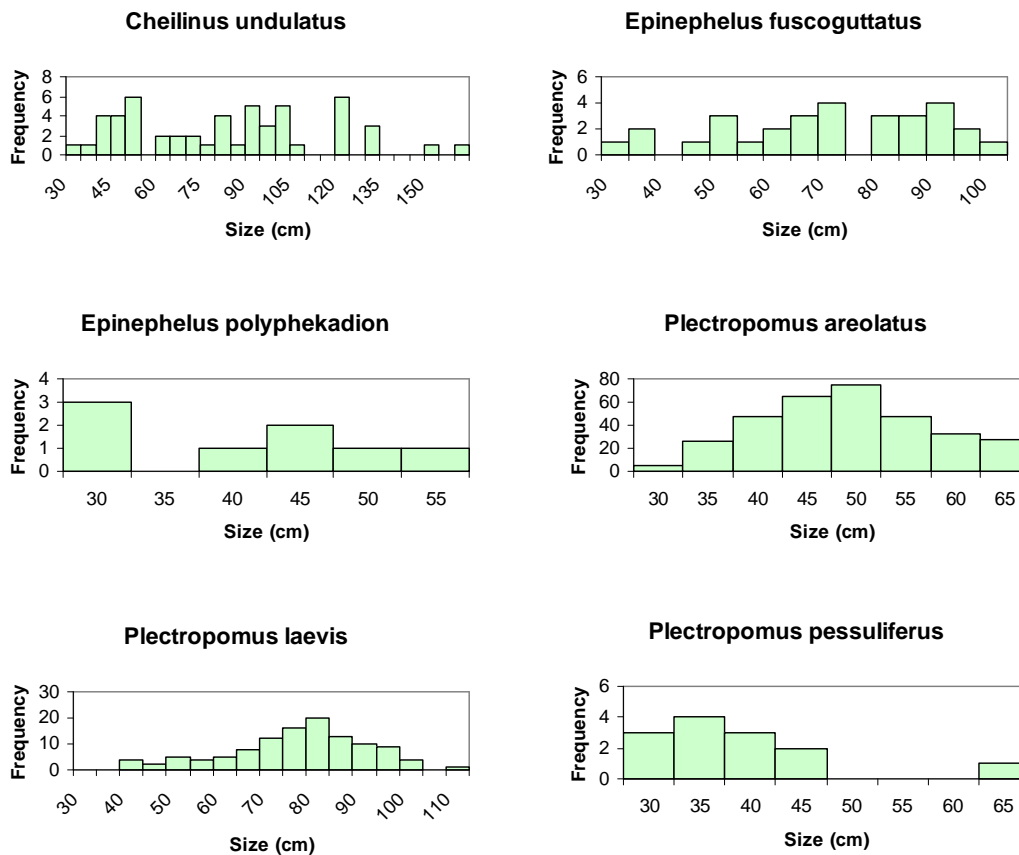 Cheilinus undulatus
Frequency
8
6
4
2
0
30 45 60 75 90 105 120 135 150
Size (cm)
Epinephelus fuscoguttatus
Frequency
6
4
2
0
30 40 50 60 70 80 90 100
Size (cm)
Epinephelus polyphekadion
Frequency
4
3
2
1
0
30 35 40 45 50 55
Size (cm)
Plectropomus areolatus
Frequency
80
60
40
20
0
30 35 40 45 50 55 60 65
Size (cm)
Plectropomus laevis
Frequency
30
20
10
0
30 40 50 60 70 80 90 100 110
Size (cm)
Plectropomus pessuliferus
Frequency
6
4
2
0
30 35 40 45 50 55 60 65
Size (cm)